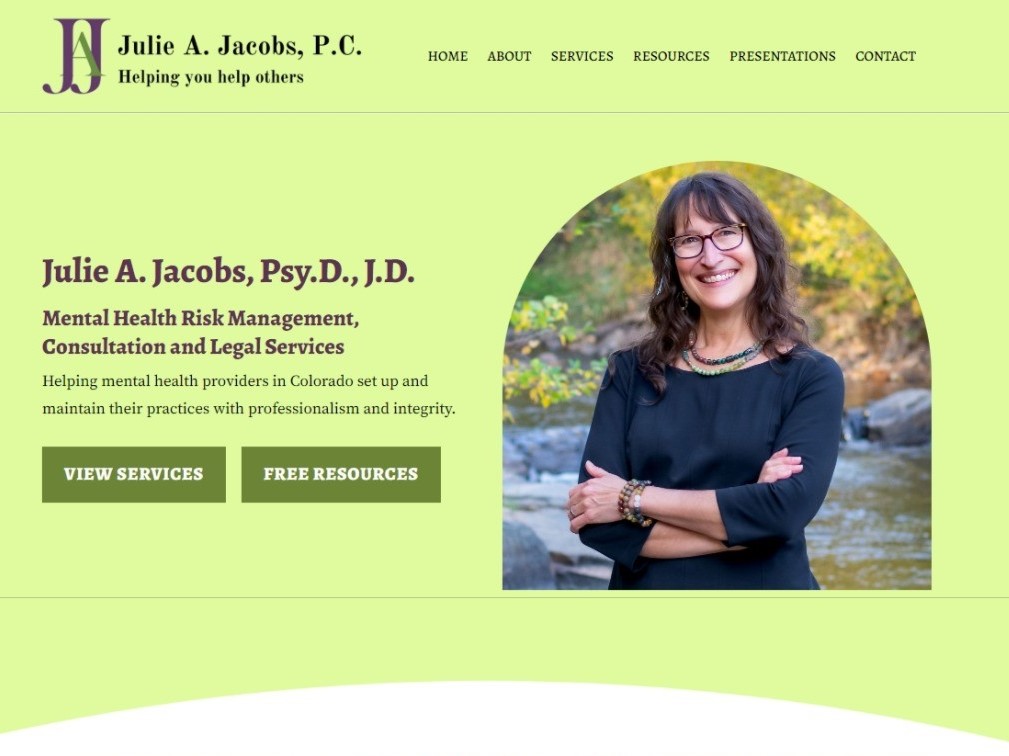 JAJ
Julie A. Jacobs, P.C.
Helping you help others
HOME ABOUT SERVICES RESOURCES PRESENTATIONS CONTACT
Julie A. Jacobs, Psy.D., J.D.
Mental Health Risk Management,
Consultation and Legal Services
Helping mental health providers in Colorado set up and
maintain their practices with professionalism and integrity.
VIEW SERVICES FREE RESOURCES